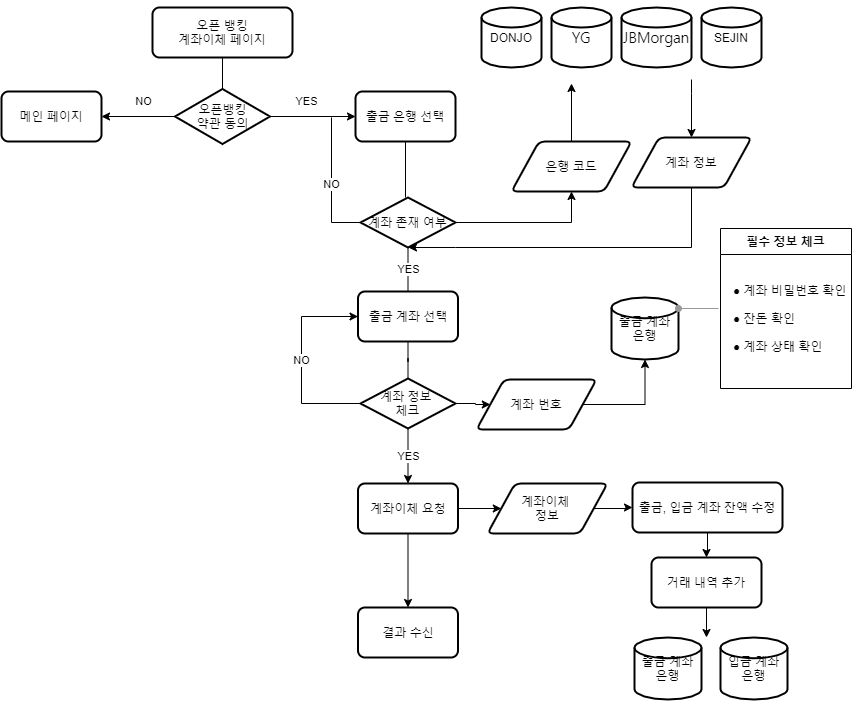 오픈 뱅킹
계좌이체 페이지
DONJO
YG
JBMorgan
SEJIN
메인 페이지
NO
오픈뱅킹
약관 동의
YES
출금 은행 선택
은행 코드
계좌 정보
NO
계좌 존재 여부
YES
필수 정보 체크
● 계좌 비밀번호 확인
● 잔돈 확인
● 계좌 상태 확인
출금 계좌 선택
출금 계좌
은행
NO
계좌 정보
체크
계좌 번호
YES
계좌이체 요청
계좌이체
정보
출금, 입금 계좌 잔액 수정
거래 내역 추가
결과 수신
출금 계좌
은행
입금 계좌
은행